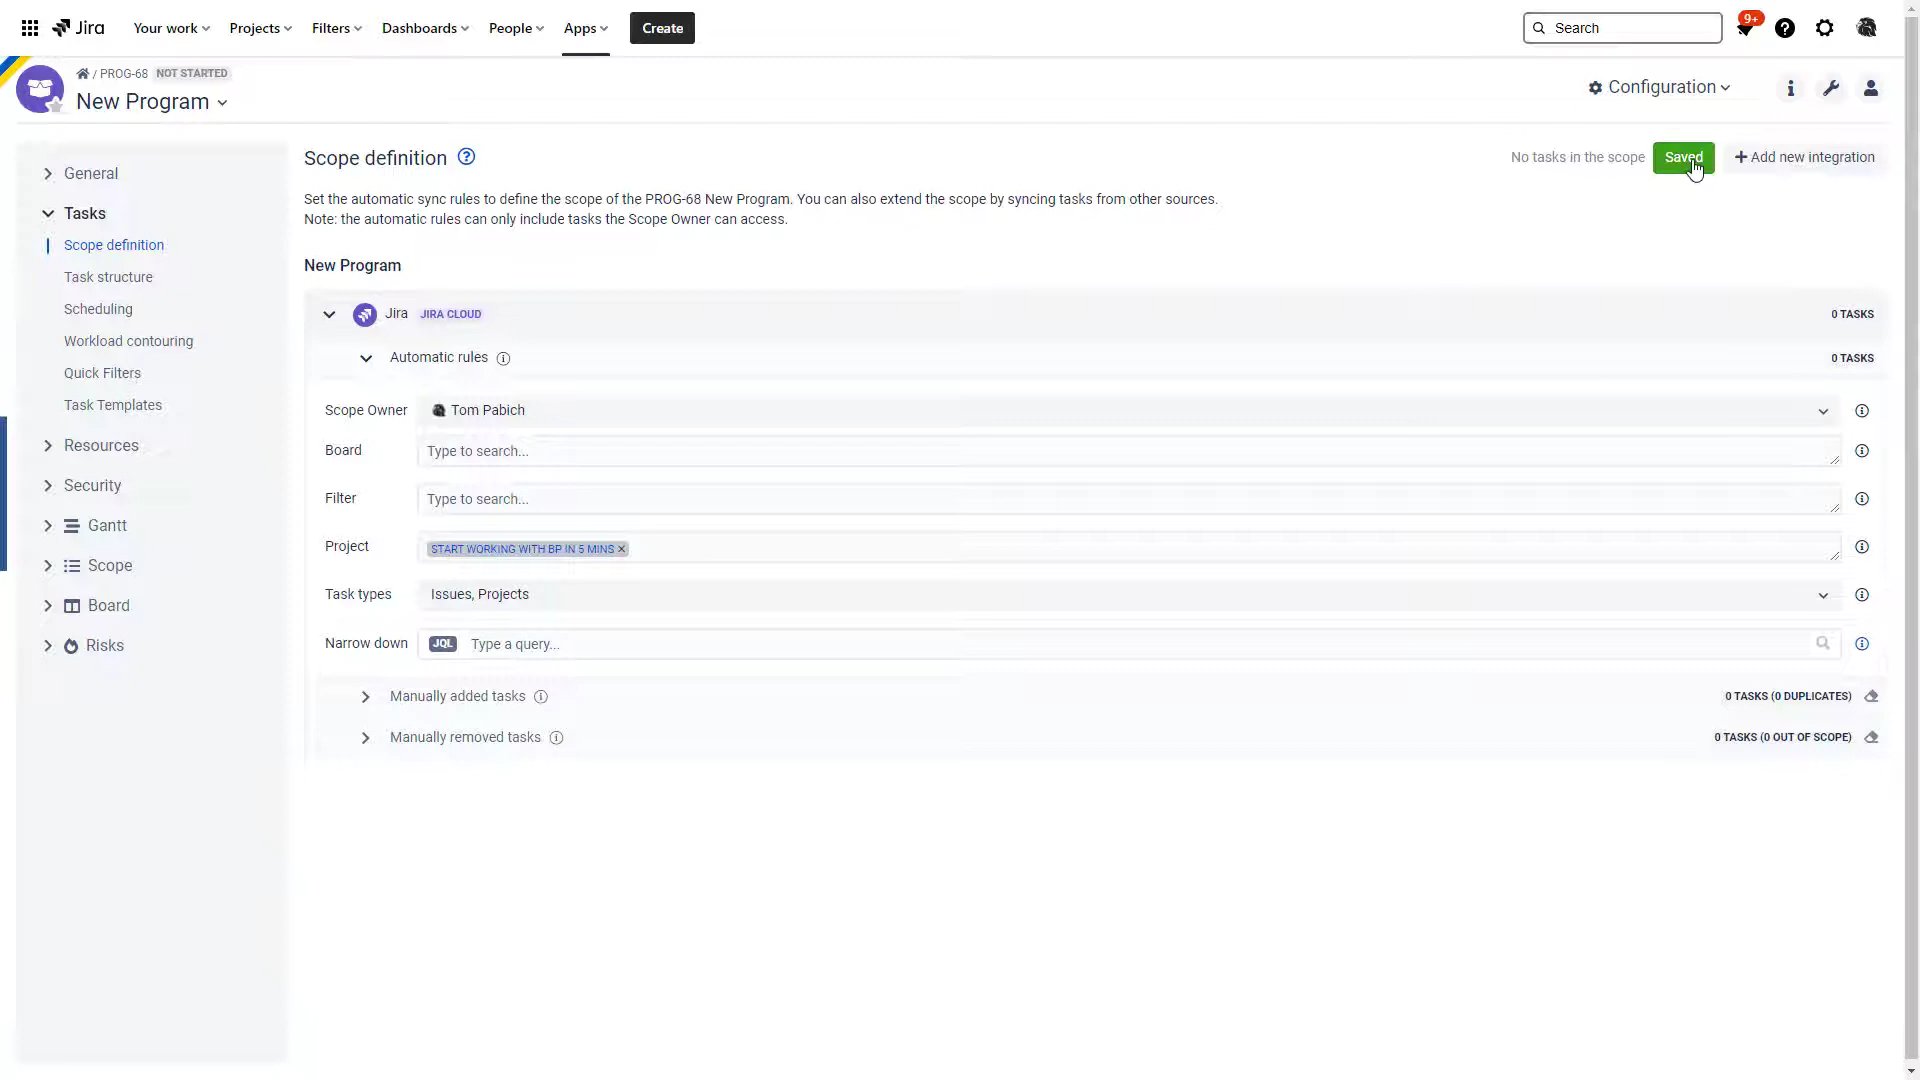 Jira
Your work
Projects
Filters
Dashboards
People
Apps
Create
Search
9+
/ PROG-68 NOT STARTED
New Program
Configuration
General
Tasks
Scope definition
Task structure
Scheduling
Workload contouring
Quick Filters
Task Templates
Resources
Security
Gantt
Scope
Board
Risks
Scope definition
No tasks in the scope
Saved
+ Add new integration
Set the automatic sync rules to define the scope of the PROG-68 New Program. You can also extend the scope by syncing tasks from other sources.
Note: the automatic rules can only include tasks the Scope Owner can access.
New Program
Jira JIRA CLOUD
0 TASKS
Automatic rules
0 TASKS
Scope Owner
Tom Pabich
Board
Type to search...
Filter
Type to search...
Project
START WORKING WITH BP IN 5 MINS ×
Task types
Issues, Projects
Narrow down
JQL
Type a query...
Manually added tasks
0 TASKS (0 DUPLICATES)
Manually removed tasks
0 TASKS (0 OUT OF SCOPE)